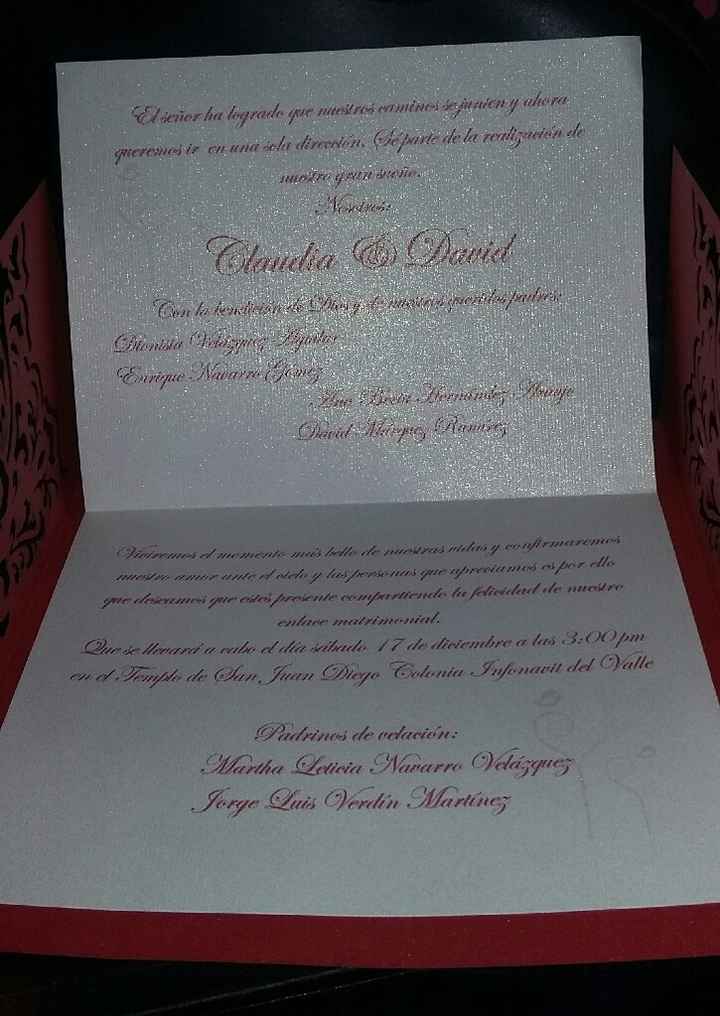 El señor ha logrado que nuestros caminos se junten y ahora
queremos ir en una sola dirección. Sé parte de la realización de
nuestro gran sueño.
Nosotros:
Claudia & David
Con la bendición de Dios y de nuestros queridos padres:
Dionisia Velázquez Aguilar
Enrique Navarro Gómez
Ana Hernández Araujo
David Márquez Ramírez
Viviremos el momento más bello de nuestras vidas y confirmaremos
nuestro amor ante el cielo y las personas que apreciamos es por ello
que deseamos que estés presente compartiendo la felicidad de nuestro
enlace matrimonial.
Que se llevará a cabo el día sábado 17 de diciembre a las 3:00 pm
en el Templo de San Juan Diego Colonia Infonavit del Valle
Padrinos de velación:
Martha Leticia Navarro Velázquez
Jorge Luis Verdín Martínez